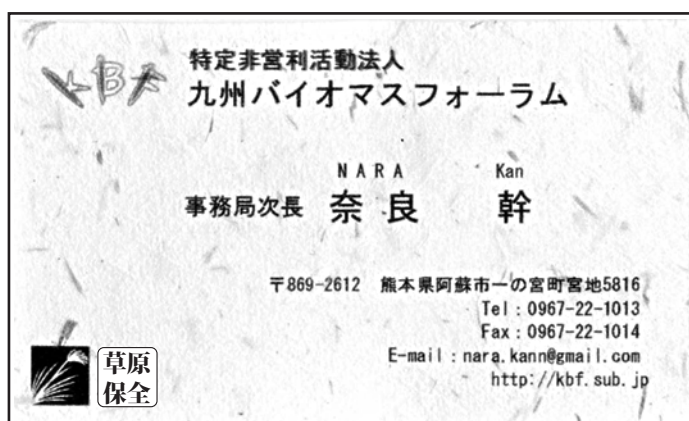 KBF
特定非営利活動法人
九州バイオマスフォーラム
NARA Kan
事務局次長 奈良 幹
〒869-2612 熊本県阿蘇市一の宮町宮地5816
Tel:0967-22-1013
Fax:0967-22-1014
E-mail:nara.kann@gmail.com
http://kbf.sub.jp
草原
保全